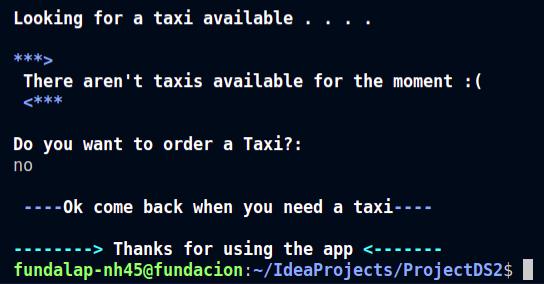 Looking for a taxi available . . . .
***>
There aren't taxis available for the moment :(
<***
Do you want to order a Taxi?:
no
----Ok come back when you need a taxi----
--------> Thanks for using the app <-------
fundalap-nh45@fundacion:~/IdeaProjects/ProjectDS2$